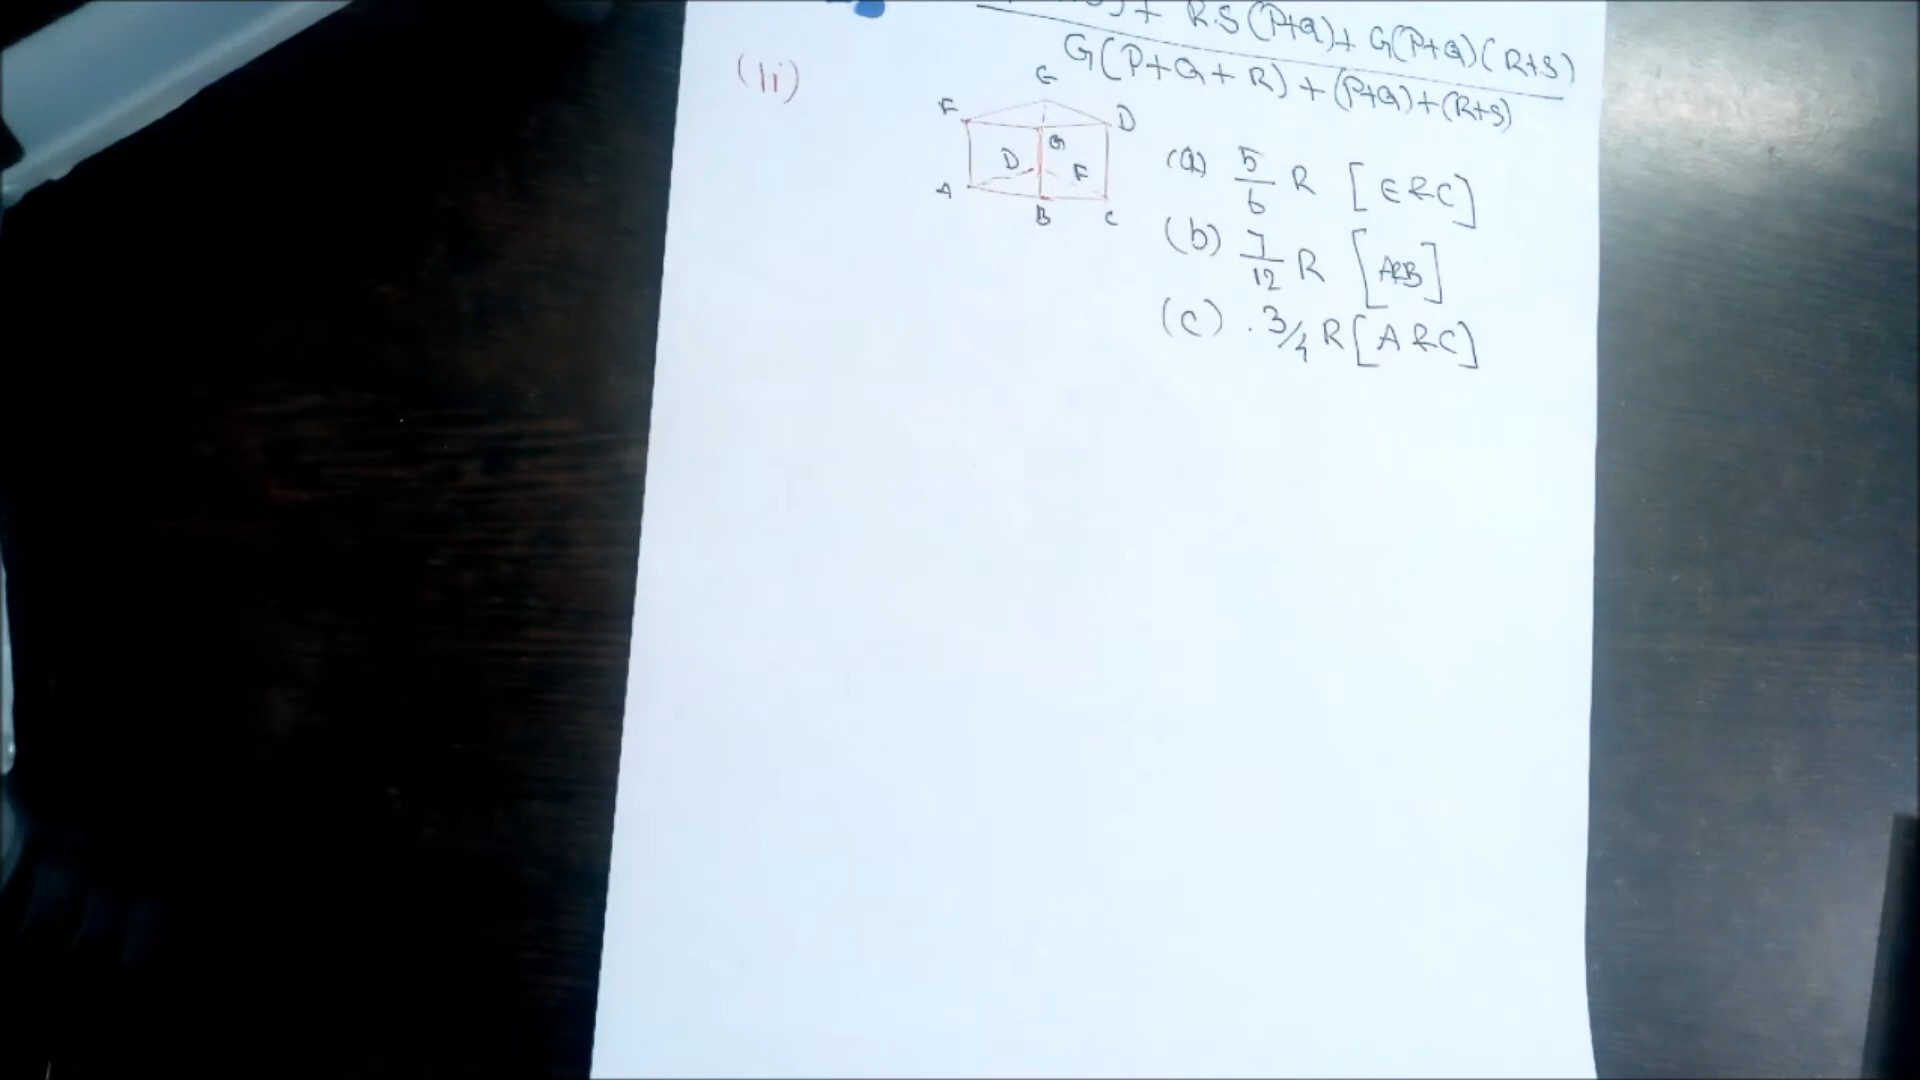 + R.S(P+Q)+ G(P+Q)(R+S)
G(P+Q+R)+(P+Q)+(R+S)
(ii)
E
F
D
G
D
F
A
B
C
(a) 5/6 R [ERC]
(b) 7/12 R [ARB]
(c) . 3/4 R [ARC]